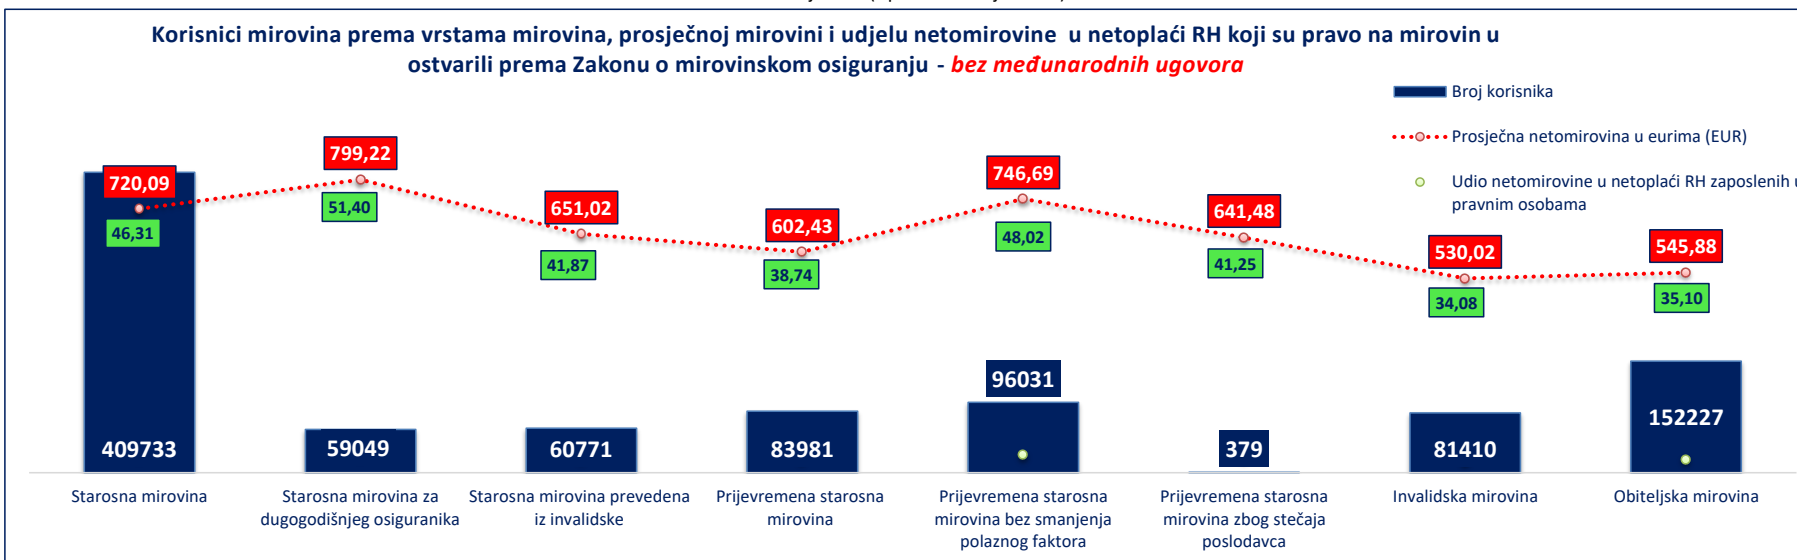 Korisnici mirovina prema vrstama mirovina, prosječnoj mirovini i udjelu netomirovine u netoplaći RH koji su pravo na mirovin u
ostvarili prema Zakonu o mirovinskom osiguranju - bez međunarodnih ugovora
Broj korisnika
Prosječna netomirovina u eurima (EUR)
Udio netomirovine u netoplaći RH zaposlenih u
pravnim osobama
720,09
799,22
651,02
602,43
746,69
641,48
530,02
545,88
46,31
51,40
41,87
38,74
48,02
41,25
34,08
35,10
409733
59049
60771
83981
96031
379
81410
152227
Starosna mirovina
Starosna mirovina za
dugogodišnjeg osiguranika
Starosna mirovina prevedena
iz invalidske
Prijevremena starosna
mirovina
Prijevremena starosna
mirovina bez smanjenja
polaznog faktora
Prijevremena starosna
mirovina zbog stečaja
poslodavca
Invalidska mirovina
Obiteljska mirovina